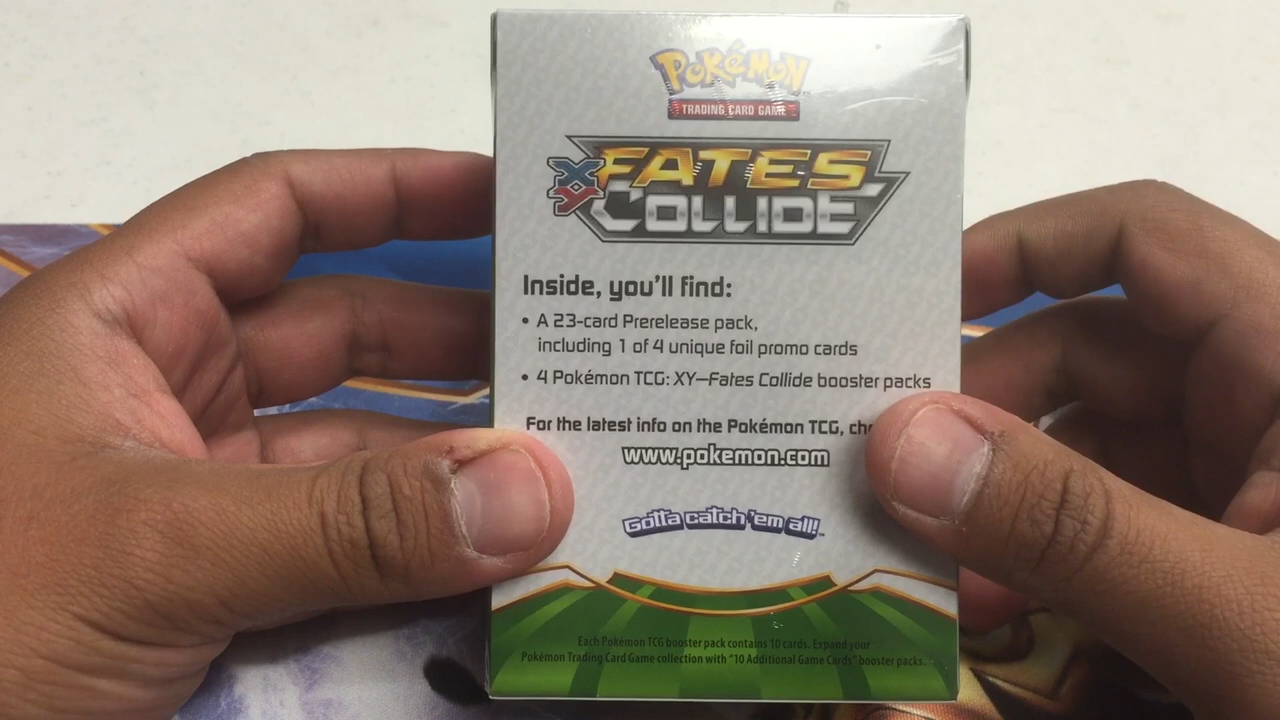 Pokémon
TRADING CARD GAME
XY
FATES
COLLIDE
Inside, you'll find:
• A 23-card Prerelease pack,
including 1 of 4 unique foil promo cards
• 4 Pokémon TCG: XY—Fates Collide booster packs
For the latest info on the Pokémon TCG,
www.pokemon.com
Gotta catch 'em all!™
Each Pokémon TCG booster pack contains 10 cards. Expand your
Pokémon Trading Card Game collection with "10 Additional Game Cards" booster packs.